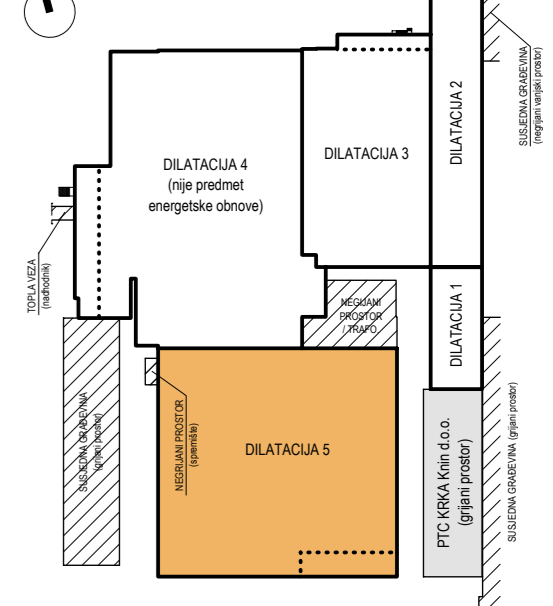 SUSJEDNA GRAĐEVINA
(negrijani vanjski prostor)
DILATACIJA 2
DILATACIJA 3
DILATACIJA 4
(nije predmet
energetske obnove)
TOPLA VEZA
(nadhodnik)
NEGIJANI
PROSTOR
/ TRAFO.
DILATACIJA 1
SUSJEDNA GRAĐEVINA
(grijani prostor)
NEGRIJANI PROSTOR
(spremište)
DILATACIJA 5
PTC KRKA Knin d.o.o.
(grijani prostor)
SUSJEDNA GRAĐEVINA (grijani prostor)